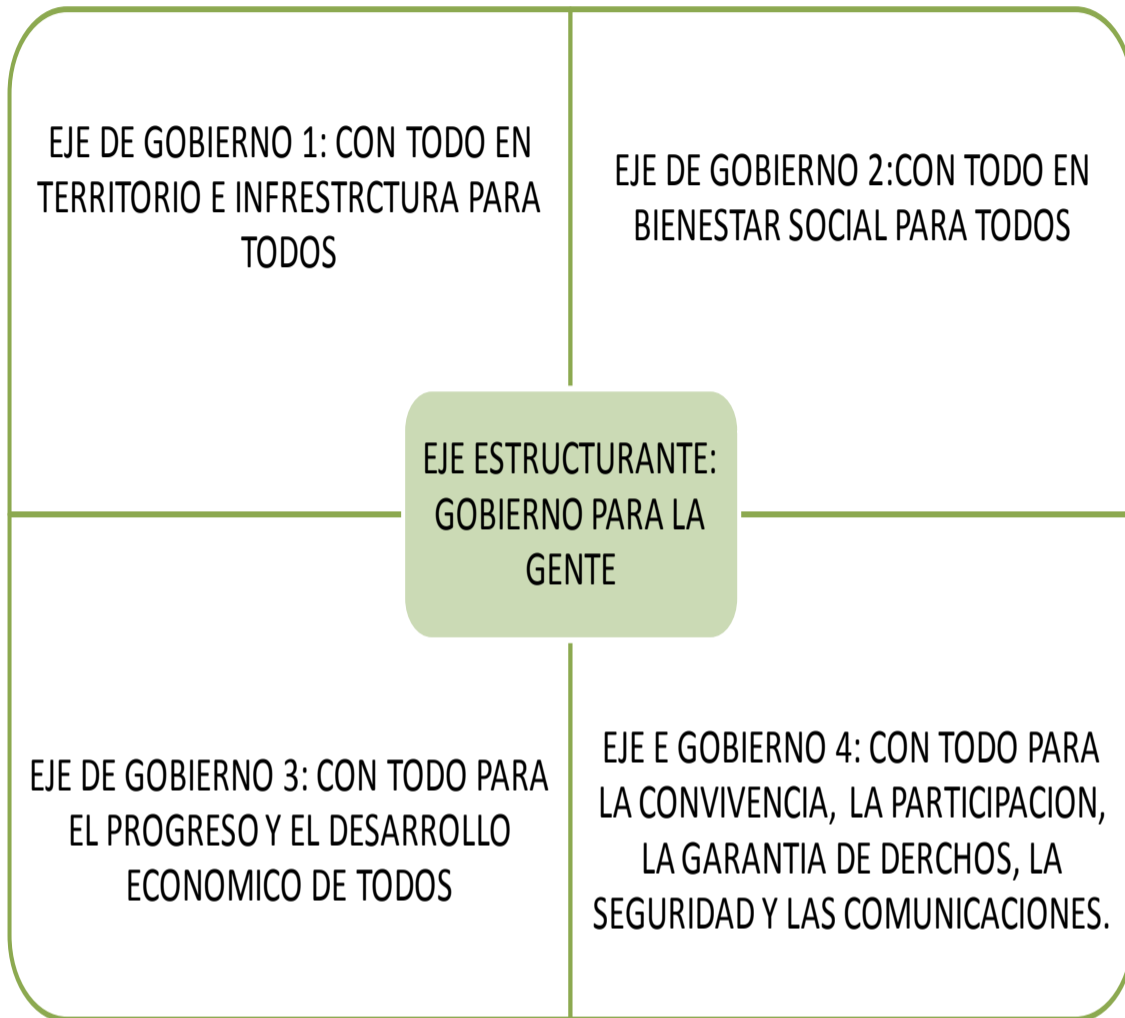 EJE DE GOBIERNO 1: CON TODO EN
TERRITORIO E INFRESTRCTURA PARA
TODOS
EJE DE GOBIERNO 2:CON TODO EN
BIENESTAR SOCIAL PARA TODOS
EJE ESTRUCTURANTE:
GOBIERNO PARA LA
GENTE
EJE DE GOBIERNO 3: CON TODO PARA
EL PROGRESO Y EL DESARROLLO
ECONOMICO DE TODOS
EJE E GOBIERNO 4: CON TODO PARA
LA CONVIVENCIA, LA PARTICIPACION,
LA GARANTIA DE DERCHOS, LA
SEGURIDAD Y LAS COMUNICACIONES.